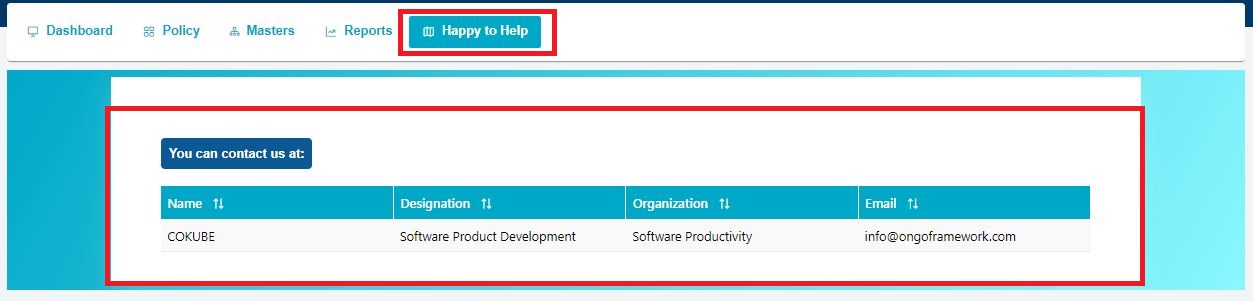 Dashboard Policy Masters Reports Happy to Help
You can contact us at:
Name Designation Organization Email
COKUBE Software Product Development Software Productivity info@ongoframework.com